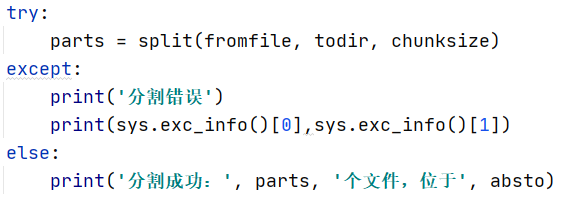 try:
    parts = split(fromfile, todir, chunksize)
except:
    print('分割错误')
    print(sys.exc_info()[0],sys.exc_info()[1])
else:
    print('分割成功：', parts, '个文件，位于', absto)